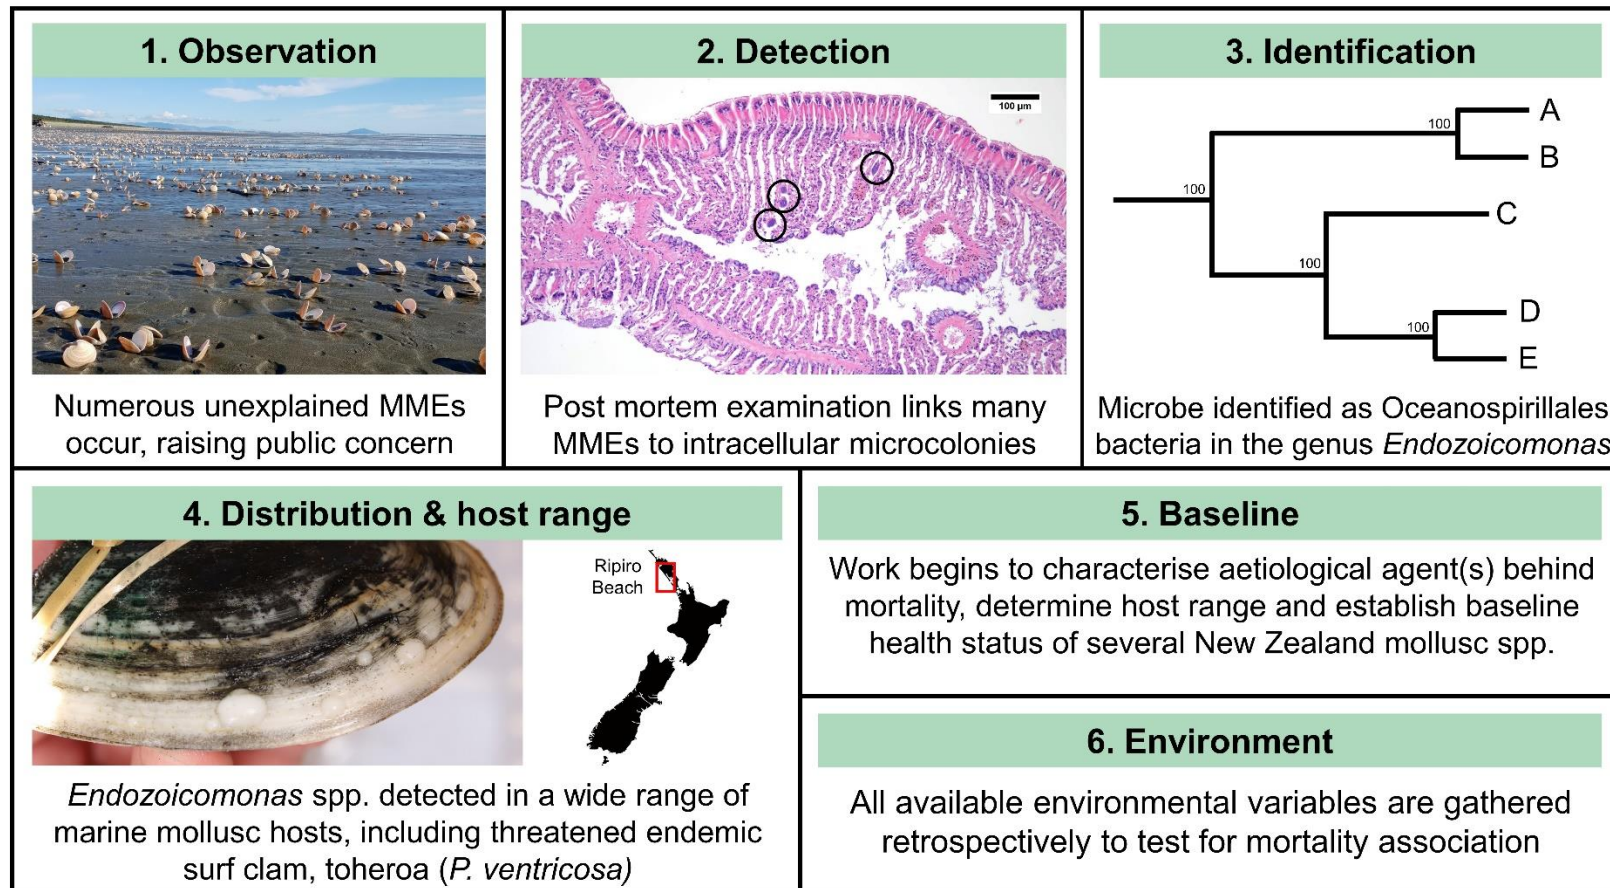 1. Observation
Numerous unexplained MMEs
occur, raising public concern
2. Detection
100 µm
Post mortem examination links many
MMEs to intracellular microcolonies
3. Identification
100
A
B
100
C
100
D
100
E
Microbe identified as Oceanospirillales
bacteria in the genus Endozoicomonas
4. Distribution & host range
Ripiro
Beach
Endozoicomonas spp. detected in a wide range of
marine mollusc hosts, including threatened endemic
surf clam, toheroa (P. ventricosa)
5. Baseline
Work begins to characterise aetiological agent(s) behind
mortality, determine host range and establish baseline
health status of several New Zealand mollusc spp.
6. Environment
All available environmental variables are gathered
retrospectively to test for mortality association